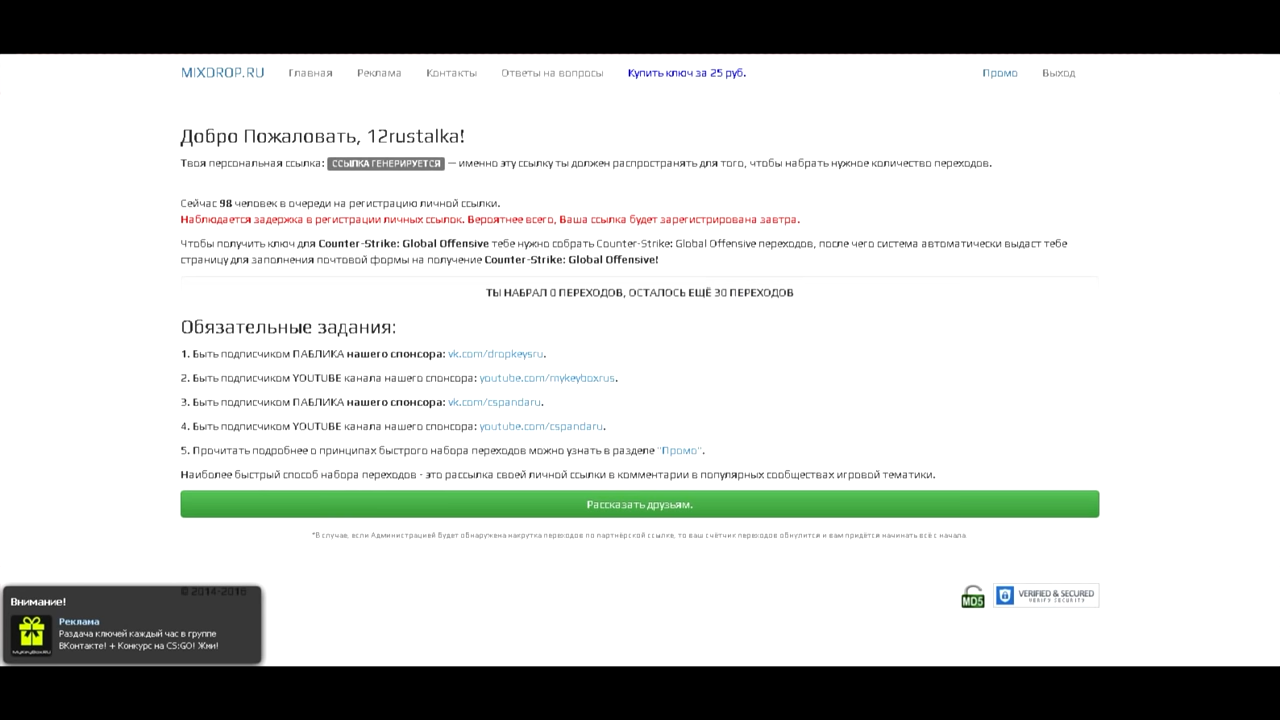 MIXDROP.RU Главная Реклама Контакты Ответы на вопросы Купить ключ за 25 руб. Промо Выход
Добро Пожаловать, 12rustalka!
Твоя персональная ссылка: ССЫЛКА ГЕНЕРИРУЕТСЯ — именно эту ссылку ты должен распространять для того, чтобы набрать нужное количество переходов.
Сейчас 98 человек в очереди на регистрацию личной ссылки.
Наблюдается задержка в регистрации личных ссылок. Вероятнее всего, Ваша ссылка будет зарегистрирована завтра.
Чтобы получить ключ для Counter-Strike: Global Offensive тебе нужно собрать Counter-Strike: Global Offensive переходов, после чего система автоматически выдаст тебе
страницу для заполнения почтовой формы на получение Counter-Strike: Global Offensive!
ТЫ НАБРАЛ 0 ПЕРЕХОДОВ, ОСТАЛОСЬ ЕЩЁ 30 ПЕРЕХОДОВ
Обязательные задания:
1. Быть подписчиком ПАБЛИКА нашего спонсора: vk.com/dropkeysru.
2. Быть подписчиком YOUTUBE канала нашего спонсора: youtube.com/mykeyboxrus.
3. Быть подписчиком ПАБЛИКА нашего спонсора: vk.com/cspandaru.
4. Быть подписчиком YOUTUBE канала нашего спонсора: youtube.com/cspandaru.
5. Прочитать подробнее о принципах быстрого набора переходов можно узнать в разделе "Промо".
Наиболее быстрый способ набора переходов - это рассылка своей личной ссылки в комментарии в популярных сообществах игровой тематики.
Рассказать друзьям.
*В случае, если Администрацией будет обнаружена накрутка переходов по партнёрской ссылке, то ваш счётчик переходов обнулится и вам придётся начинать всё с начала
© 2014-2016
MD5 VERIFIED & SECURED
VERIFY SECURITY
Внимание!
Реклама
Раздача ключей каждый час в группе
ВКонтакте! + Конкурс на CS:GO! Жми!
MyKeyBox.RU